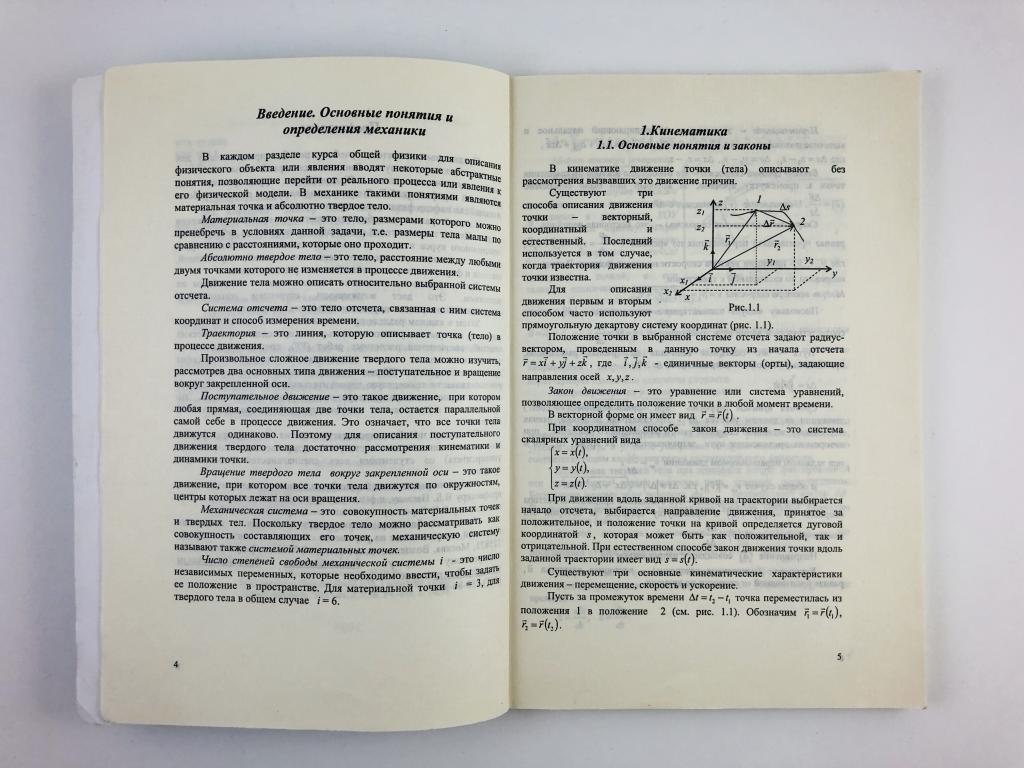 Введение. Основные понятия и
определения механики
В каждом разделе курса общей физики для описания
физического объекта или явления вводят некоторые абстрактные
понятия, позволяющие перейти от реального процесса или явления к
его физической модели. В механике такими понятиями являются
материальная точка и абсолютно твердое тело.
Материальная точка – это тело, размерами которого можно
пренебречь в условиях данной задачи, т.е. размеры тела малы по
сравнению с расстояниями, которые оно проходит.
Абсолютно твердое тело – это тело, расстояние между любыми
двумя точками которого не изменяется в процессе движения.
Движение тела можно описать относительно выбранной системы
отсчета.
Система отсчета – это тело отсчета, связанная с ним система
координат и способ измерения времени.
Траектория – это линия, которую описывает точка (тело) в
процессе движения.
Произвольное сложное движение твердого тела можно изучить,
рассмотрев два основных типа движения – поступательное и вращение
вокруг закрепленной оси.
Поступательное движение – это такое движение, при котором
любая прямая, соединяющая две точки тела, остается параллельной
самой себе в процессе движения. Это означает, что все точки тела
движутся одинаково. Поэтому для описания поступательного
движения твердого тела достаточно рассмотрения кинематики и
динамики точки.
Вращение твердого тела вокруг закрепленной оси – это такое
движение, при котором все точки тела движутся по окружностям,
центры которых лежат на оси вращения.
Механическая система – это совокупность материальных точек
и твердых тел. Поскольку твердое тело можно рассматривать как
совокупность составляющих его точек, механическую систему
называют также системой материальных точек.
Число степеней свободы механической системы i - это число
независимых переменных, которые необходимо ввести, чтобы задать
ее положение в пространстве. Для материальной точки i = 3, для
твердого тела в общем случае i = 6.
4
1.Кинематика
1.1. Основные понятия и законы
В кинематике движение точки (тела) описывают без
рассмотрения вызвавших это движение причин.
Существуют три
способа описания движения
точки – векторный,
координатный и
естественный. Последний
используется в том случае,
когда траектория движения
точки известна.
Для описания
движения первым и вторым
способом часто используют
z
1
Δs
z₁
z₂
Δr⃗
2
r⃗₁
r⃗₂
k⃗
y₁
y₂
x₁
i⃗
j⃗
y
x₂
x
Рис.1.1
прямоугольную декартову систему координат (рис. 1.1).
Положение точки в выбранной системе отсчета задают радиус-
вектором, проведенным в данную точку из начала отсчета
r⃗ = xi⃗ + yj⃗ + zk⃗ , где i⃗, j⃗, k⃗ - единичные векторы (орты), задающие
направления осей x, y, z .
Закон движения – это уравнение или система уравнений,
позволяющее определить положение точки в любой момент времени.
В векторной форме он имеет вид r⃗ = r⃗(t) .
При координатном способе закон движения – это система
скалярных уравнений вида
{x = x(t),
y = y(t),
z = z(t).
При движении вдоль заданной кривой на траектории выбирается
начало отсчета, выбирается направление движения, принятое за
положительное, и положение точки на кривой определяется дуговой
координатой s, которая может быть как положительной, так и
отрицательной. При естественном способе закон движения точки вдоль
заданной траектории имеет вид s = s(t).
Существуют три основные кинематические характеристики
движения – перемещение, скорость и ускорение.
Пусть за промежуток времени Δt = t₂ − t₁ точка переместилась из
положения 1 в положение 2 (см. рис. 1.1). Обозначим r⃗₁ = r⃗(t₁),
r⃗₂ = r⃗(t₂).
5